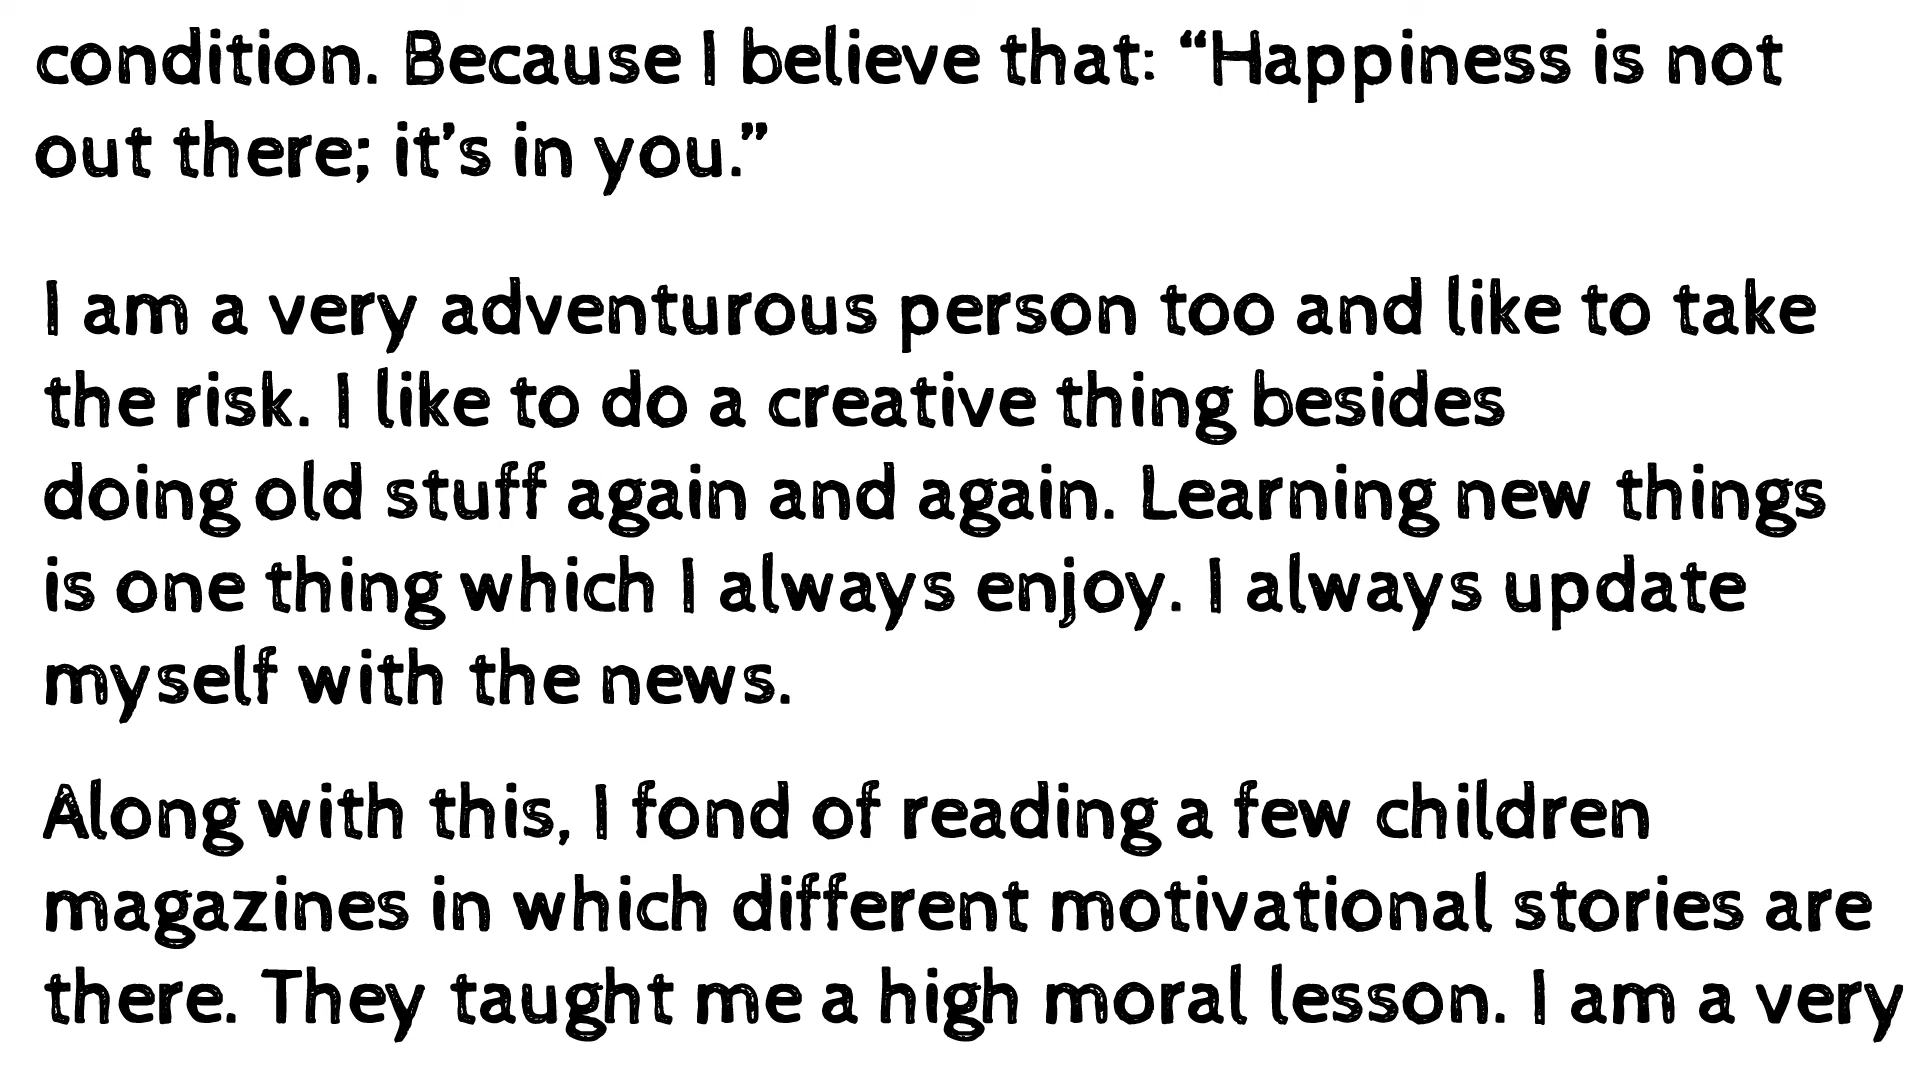 condition. Because I believe that: “Happiness is not
out there; it’s in you.”
I am a very adventurous person too and like to take
the risk. I like to do a creative thing besides
doing old stuff again and again. Learning new things
is one thing which I always enjoy. I always update
myself with the news.
Along with this, I fond of reading a few children
magazines in which different motivational stories are
there. They taught me a high moral lesson. I am a very